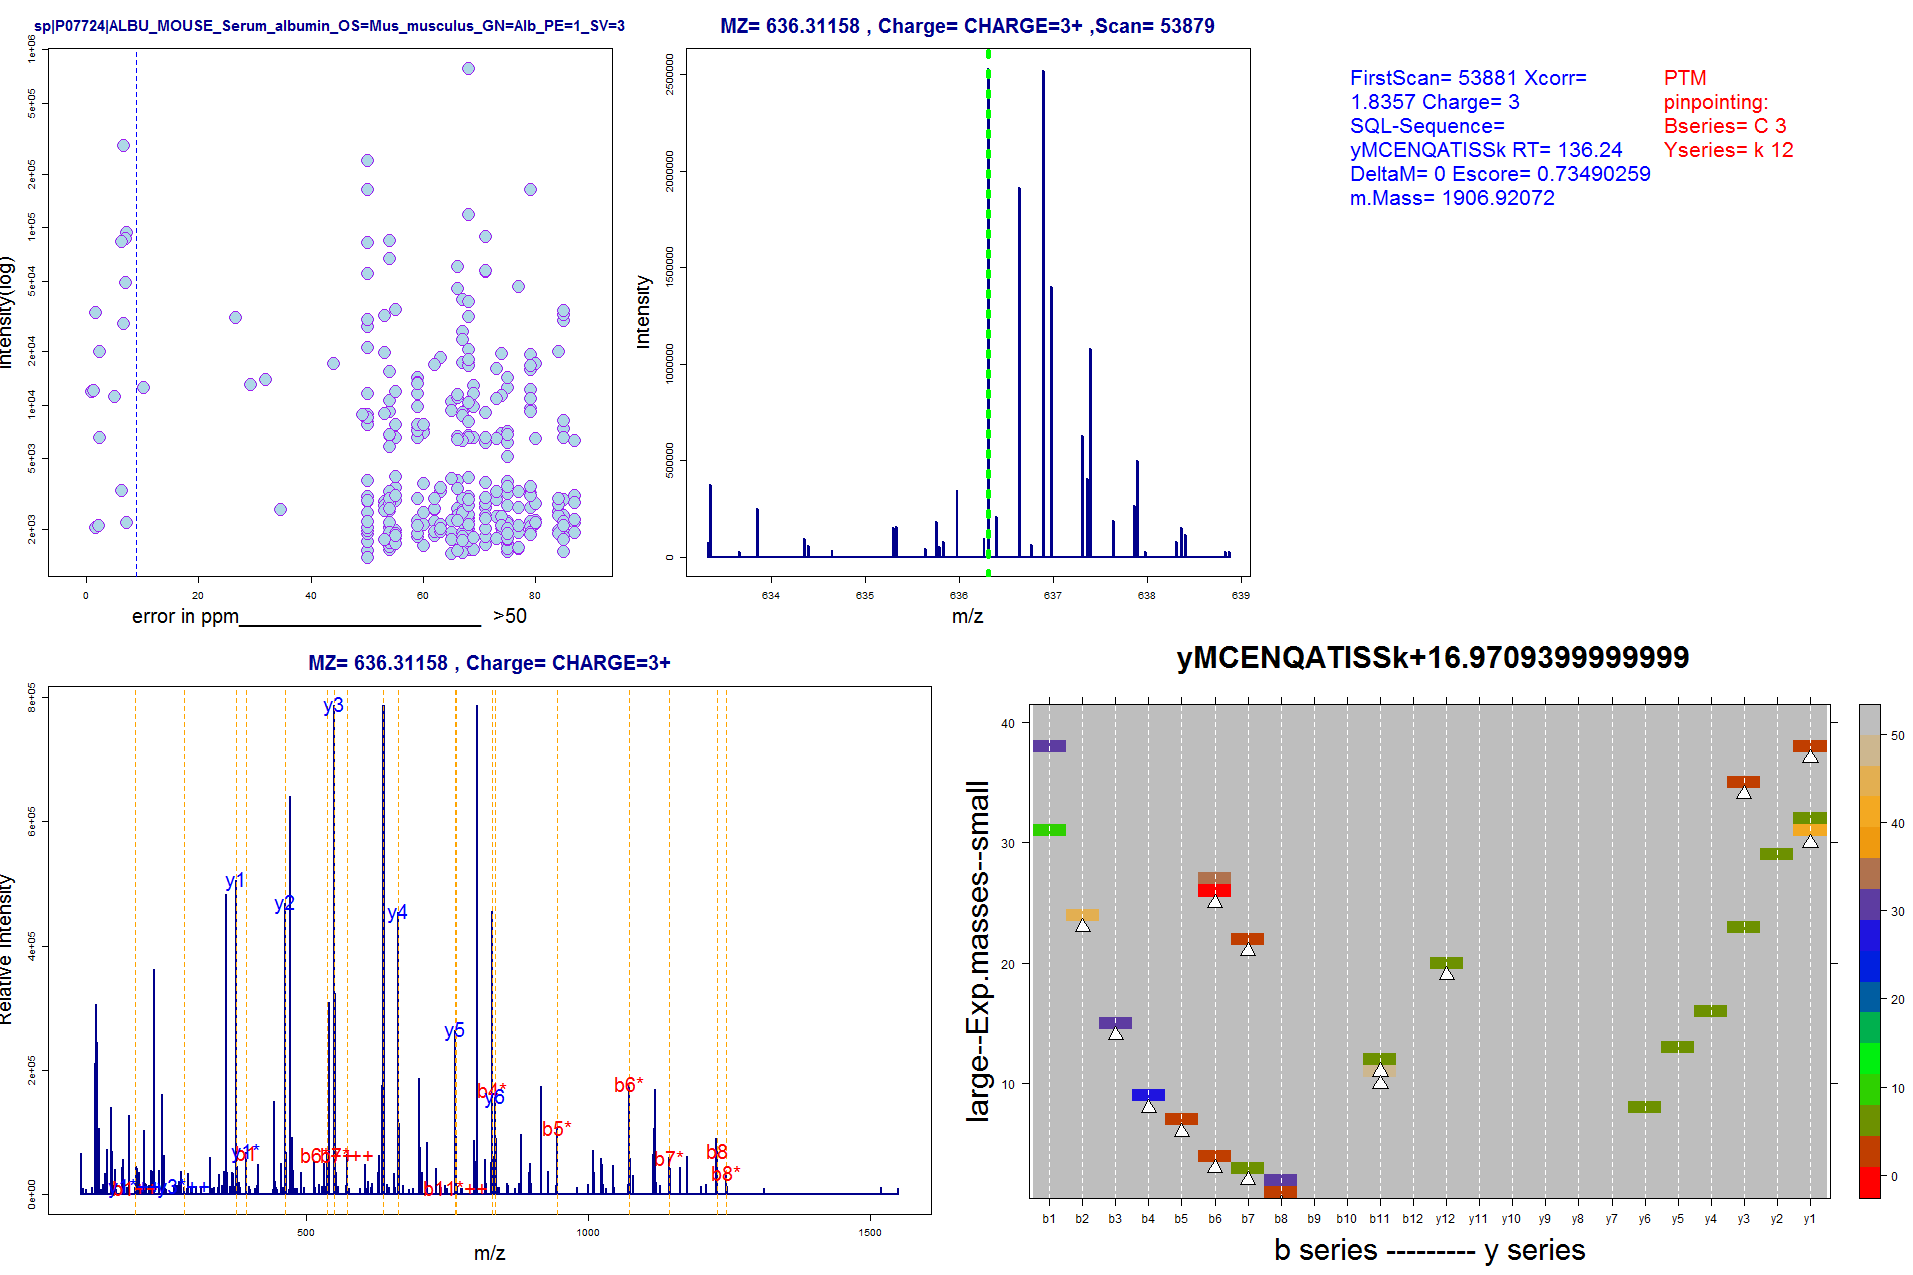 sp|P07724|ALBU_MOUSE_Serum_albumin_OS=Mus_musculus_GN=Alb_PE=1_SV=3
Intensity(log)
1e+06
5e+05
2e+05
1e+05
5e+04
2e+04
1e+04
5e+03
2e+03
0 20 40 60 80
error in ppm______________________ >50
MZ= 636.31158 , Charge= CHARGE=3+ ,Scan= 53879
Intensity
2500000
2000000
1500000
1000000
500000
0
634 635 636 637 638 639
m/z
FirstScan= 53881 Xcorr=
1.8357 Charge= 3
SQL-Sequence=
yMCENQATISSk RT= 136.24
DeltaM= 0 Escore= 0.73490259
m.Mass= 1906.92072
PTM
pinpointing:
Bseries= C 3
Yseries= k 12
MZ= 636.31158 , Charge= CHARGE=3+
Relative Intensity
8e+05
6e+05
4e+05
2e+05
0e+00
y3
y1
y2
y4
y5
b4*
y6
b6*
b5*
b7*
b8
b8*
500 1000 1500
m/z
yMCENQATISSk+16.9709399999999
large--Exp.masses--small
40
30
20
10
b1 b2 b3 b4 b5 b6 b7 b8 b9 b10 b11 b12 y12 y11 y10 y9 y8 y7 y6 y5 y4 y3 y2 y1
b series --------- y series
50
40
30
20
10
0